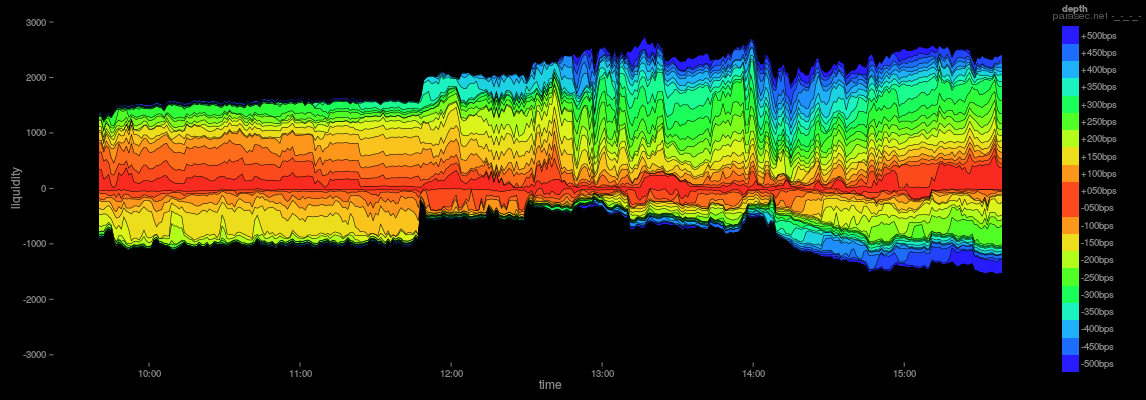 depth
parasec.net -_-_-_-
3000
2000
1000
0
-1000
-2000
-3000
liquidity
10:00
11:00
12:00
13:00
14:00
15:00
time
+500bps
+450bps
+400bps
+350bps
+300bps
+250bps
+200bps
+150bps
+100bps
+050bps
-050bps
-100bps
-150bps
-200bps
-250bps
-300bps
-350bps
-400bps
-450bps
-500bps